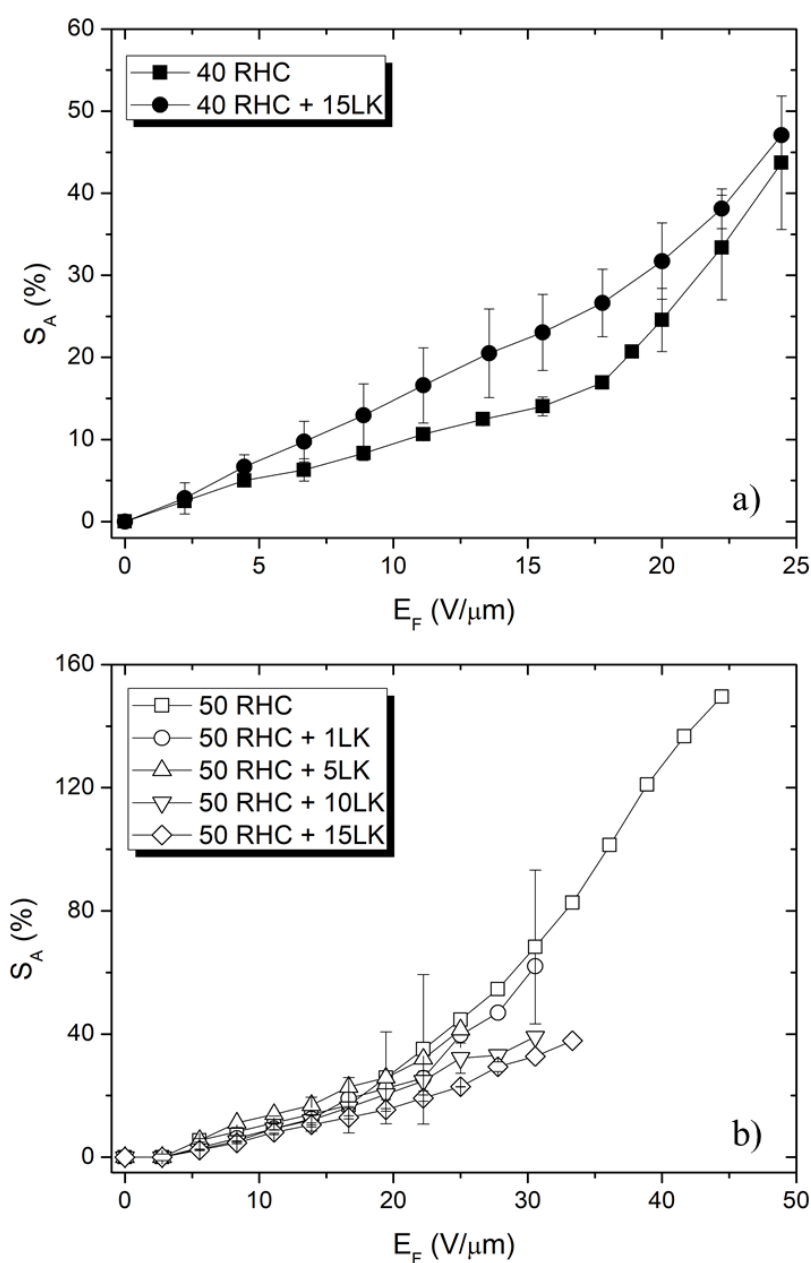 60
50
40
30
20
10
0
S_A (%)
40 RHC
40 RHC + 15LK
a)
0 5 10 15 20 25
E_F (V/μm)
160
120
80
40
0
S_A (%)
50 RHC
50 RHC + 1LK
50 RHC + 5LK
50 RHC + 10LK
50 RHC + 15LK
b)
0 10 20 30 40 50
E_F (V/μm)